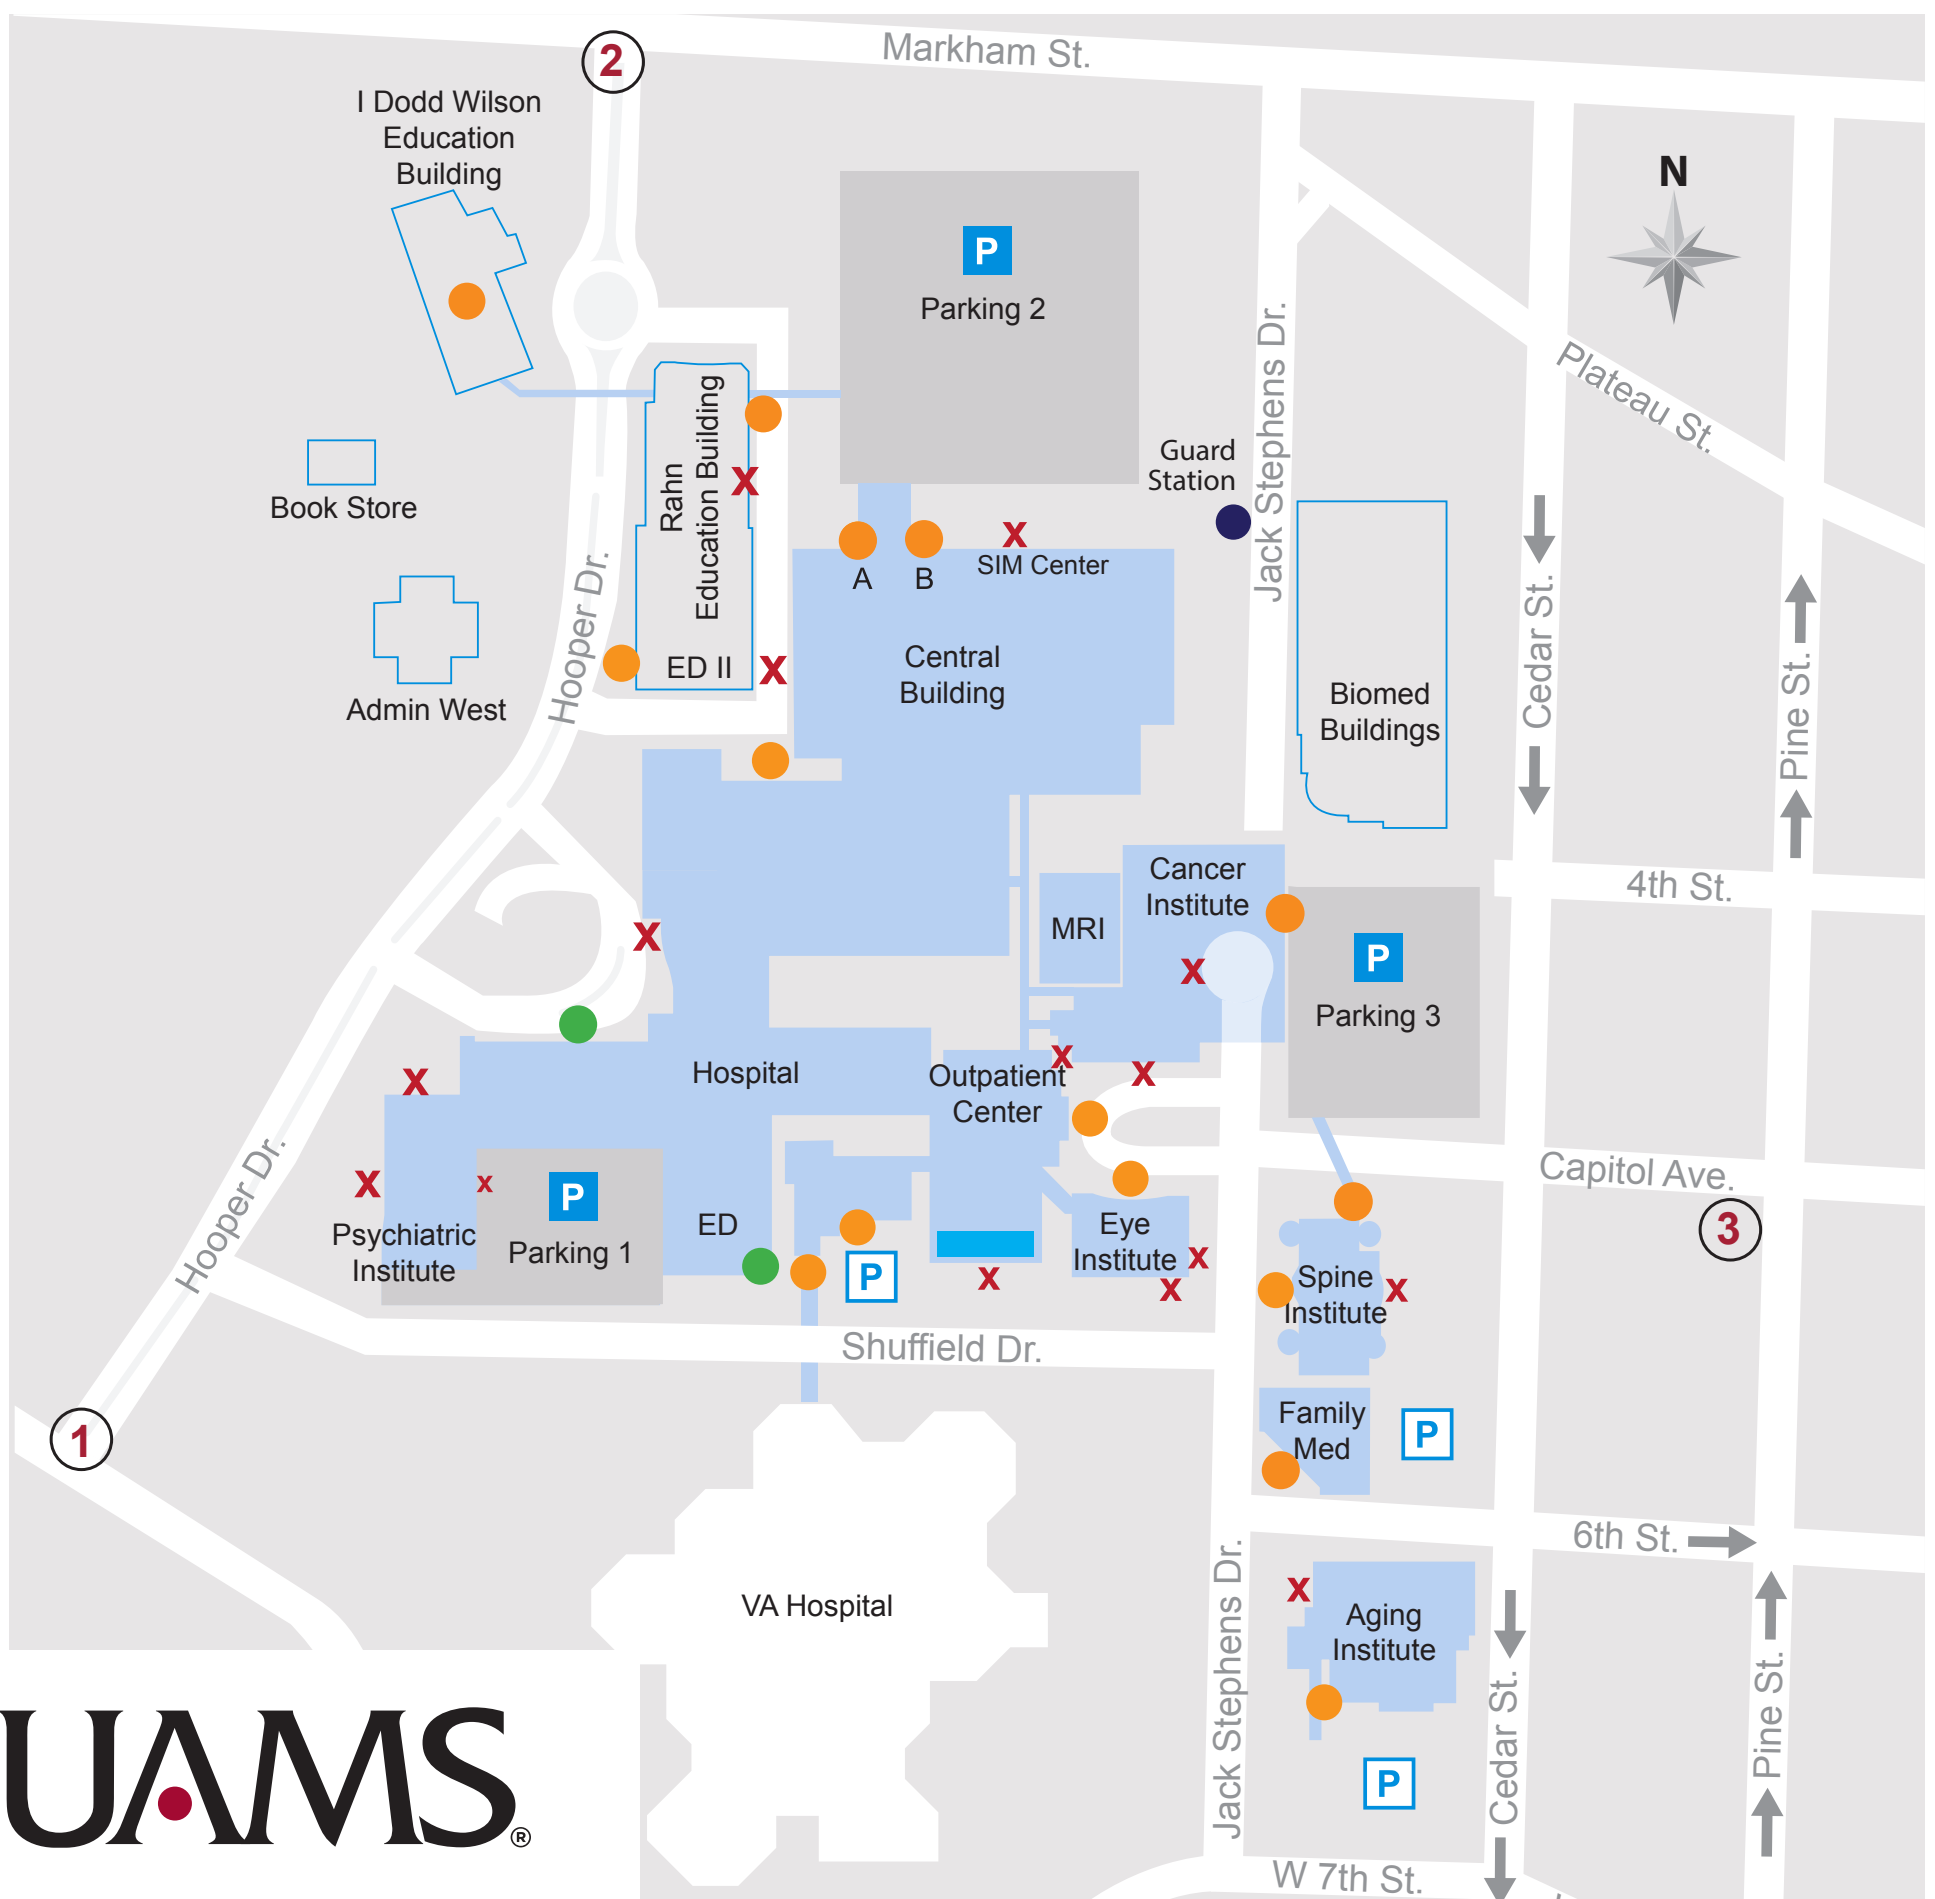 Markham St.
2
I Dodd Wilson
Education
Building
N
P
Parking 2
Jack Stephens Dr.
Plateau St.
Rahn
Education Building
X
Guard
Station
Book Store
X
SIM Center
A
B
Hooper Dr.
Cedar St.
Pine St.
ED II
X
Central
Building
Admin West
Biomed
Buildings
Cancer
Institute
4th St.
MRI
X
X
P
Parking 3
Hospital
Outpatient
Center
X
X
X
Hooper Dr.
X
X
P
Parking 1
Psychiatric
Institute
ED
P
X
Eye
Institute
X
X
Capitol Ave.
3
Spine
Institute
X
Shuffield Dr.
1
Family
Med
P
6th St.
Jack Stephens Dr.
X
Aging
Institute
VA Hospital
Cedar St.
Pine St.
P
UAMS®
W 7th St.